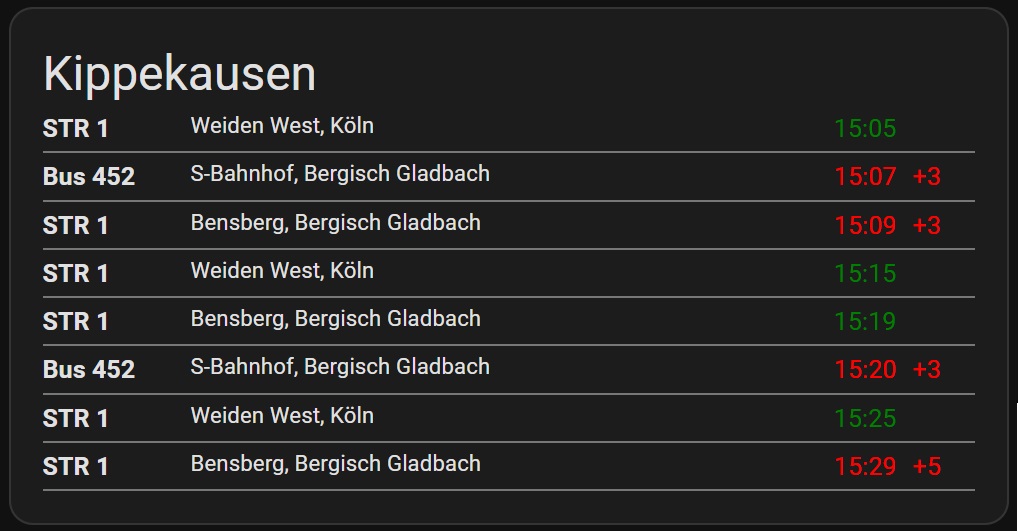 Kippekausen
STR 1 Weiden West, Köln 15:05
Bus 452 S-Bahnhof, Bergisch Gladbach 15:07 +3
STR 1 Bensberg, Bergisch Gladbach 15:09 +3
STR 1 Weiden West, Köln 15:15
STR 1 Bensberg, Bergisch Gladbach 15:19
Bus 452 S-Bahnhof, Bergisch Gladbach 15:20 +3
STR 1 Weiden West, Köln 15:25
STR 1 Bensberg, Bergisch Gladbach 15:29 +5